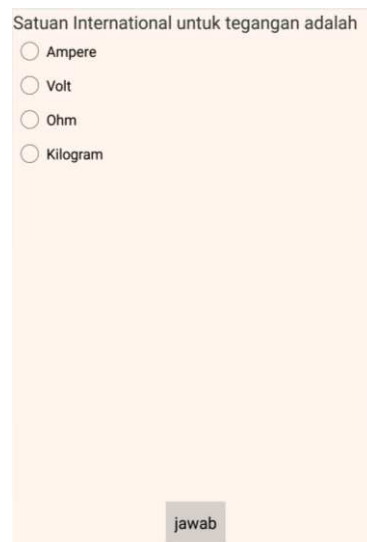 Satuan International untuk tegangan adalah
Ampere
Volt
Ohm
Kilogram
jawab